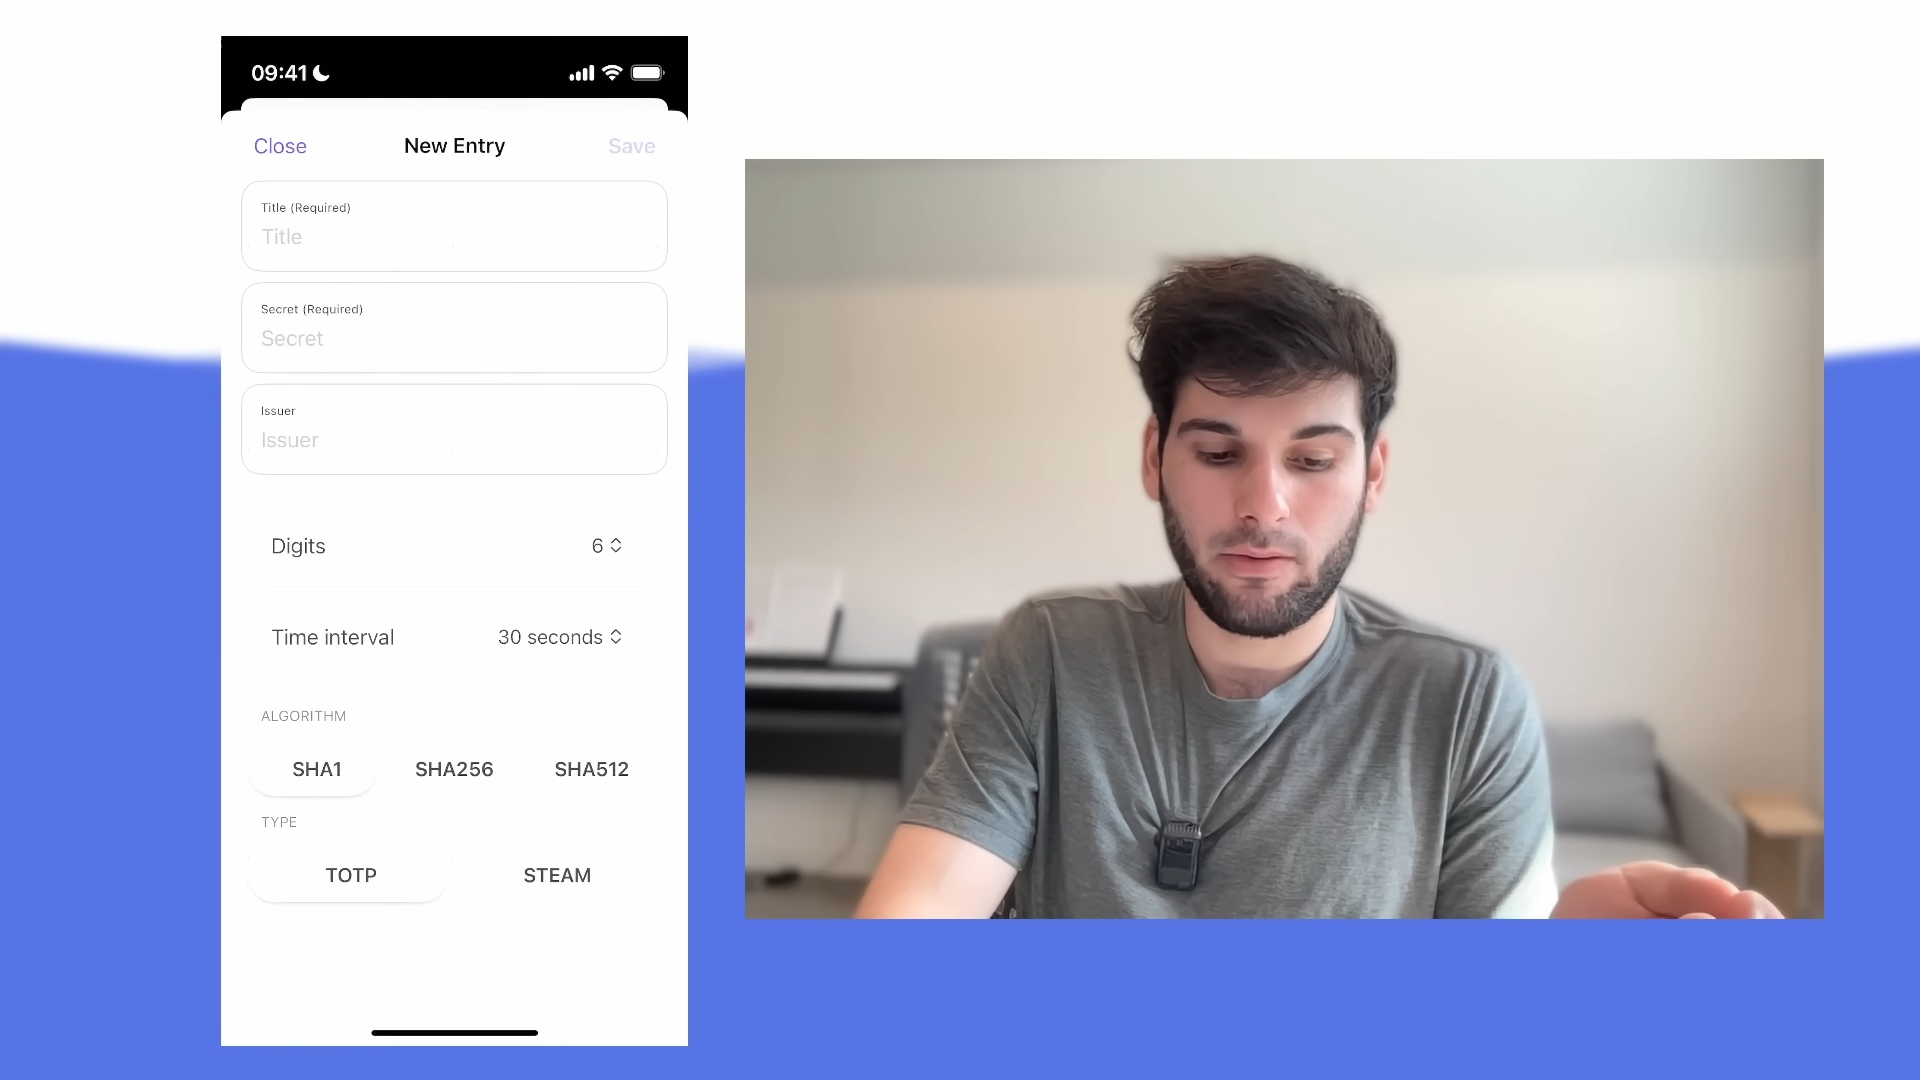 09:41
Close New Entry Save
Title (Required)
Title
Secret (Required)
Secret
Issuer
Issuer
Digits 6
Time interval 30 seconds
ALGORITHM
SHA1 SHA256 SHA512
TYPE
TOTP STEAM